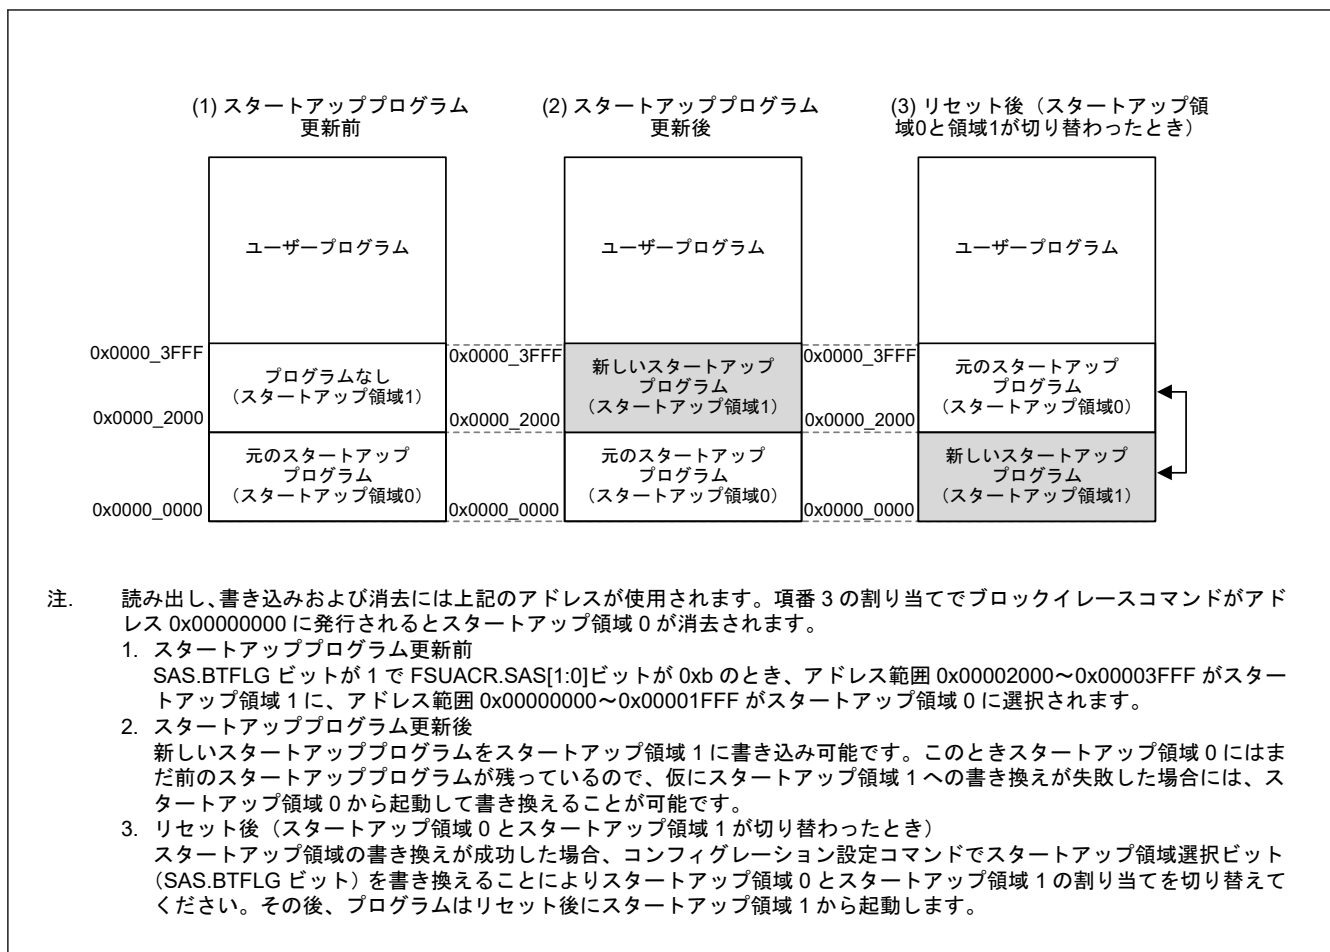 (1) スタートアッププログラム
更新前
(2) スタートアッププログラム
更新後
(3) リセット後（スタートアップ領
域0と領域1が切り替わったとき）
ユーザープログラム
ユーザープログラム
ユーザープログラム
0x0000_3FFF
0x0000_3FFF
0x0000_3FFF
プログラムなし
（スタートアップ領域1）
新しいスタートアップ
プログラム
（スタートアップ領域1）
元のスタートアップ
プログラム
（スタートアップ領域0）
0x0000_2000
0x0000_2000
0x0000_2000
元のスタートアップ
プログラム
（スタートアップ領域0）
元のスタートアップ
プログラム
（スタートアップ領域0）
新しいスタートアップ
プログラム
（スタートアップ領域1）
0x0000_0000
0x0000_0000
0x0000_0000
注. 読み出し、書き込みおよび消去には上記のアドレスが使用されます。項番 3 の割り当てでブロックイレースコマンドがアド
レス 0x00000000 に発行されるとスタートアップ領域 0 が消去されます。
1. スタートアッププログラム更新前
SAS.BTFLG ビットが 1 で FSUACR.SAS[1:0]ビットが 0xb のとき、アドレス範囲 0x00002000～0x00003FFF がスター
トアップ領域 1 に、アドレス範囲 0x00000000～0x00001FFF がスタートアップ領域 0 に選択されます。
2. スタートアッププログラム更新後
新しいスタートアッププログラムをスタートアップ領域 1 に書き込み可能です。このときスタートアップ領域 0 にはま
だ前のスタートアッププログラムが残っているので、仮にスタートアップ領域 1 への書き換えが失敗した場合には、ス
タートアップ領域 0 から起動して書き換えることが可能です。
3. リセット後（スタートアップ領域 0 とスタートアップ領域 1 が切り替わったとき）
スタートアップ領域の書き換えが成功した場合、コンフィグレーション設定コマンドでスタートアップ領域選択ビット
（SAS.BTFLG ビット）を書き換えることによりスタートアップ領域 0 とスタートアップ領域 1 の割り当てを切り替えて
ください。その後、プログラムはリセット後にスタートアップ領域 1 から起動します。